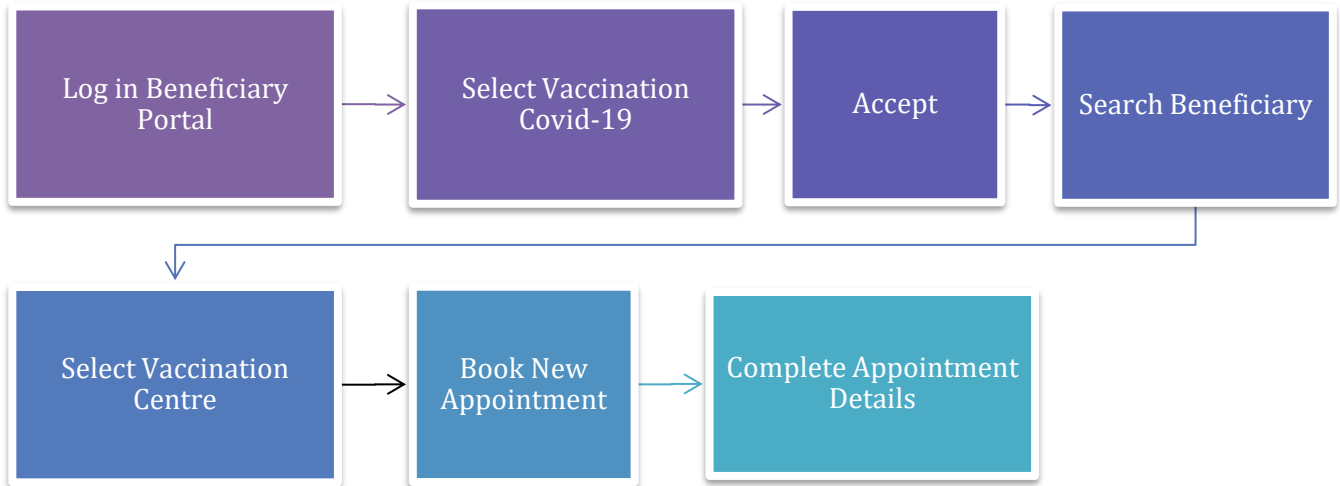 Log in Beneficiary
Portal
Select Vaccination
Covid-19
Accept
Search Beneficiary
Select Vaccination
Centre
Book New
Appointment
Complete Appointment
Details